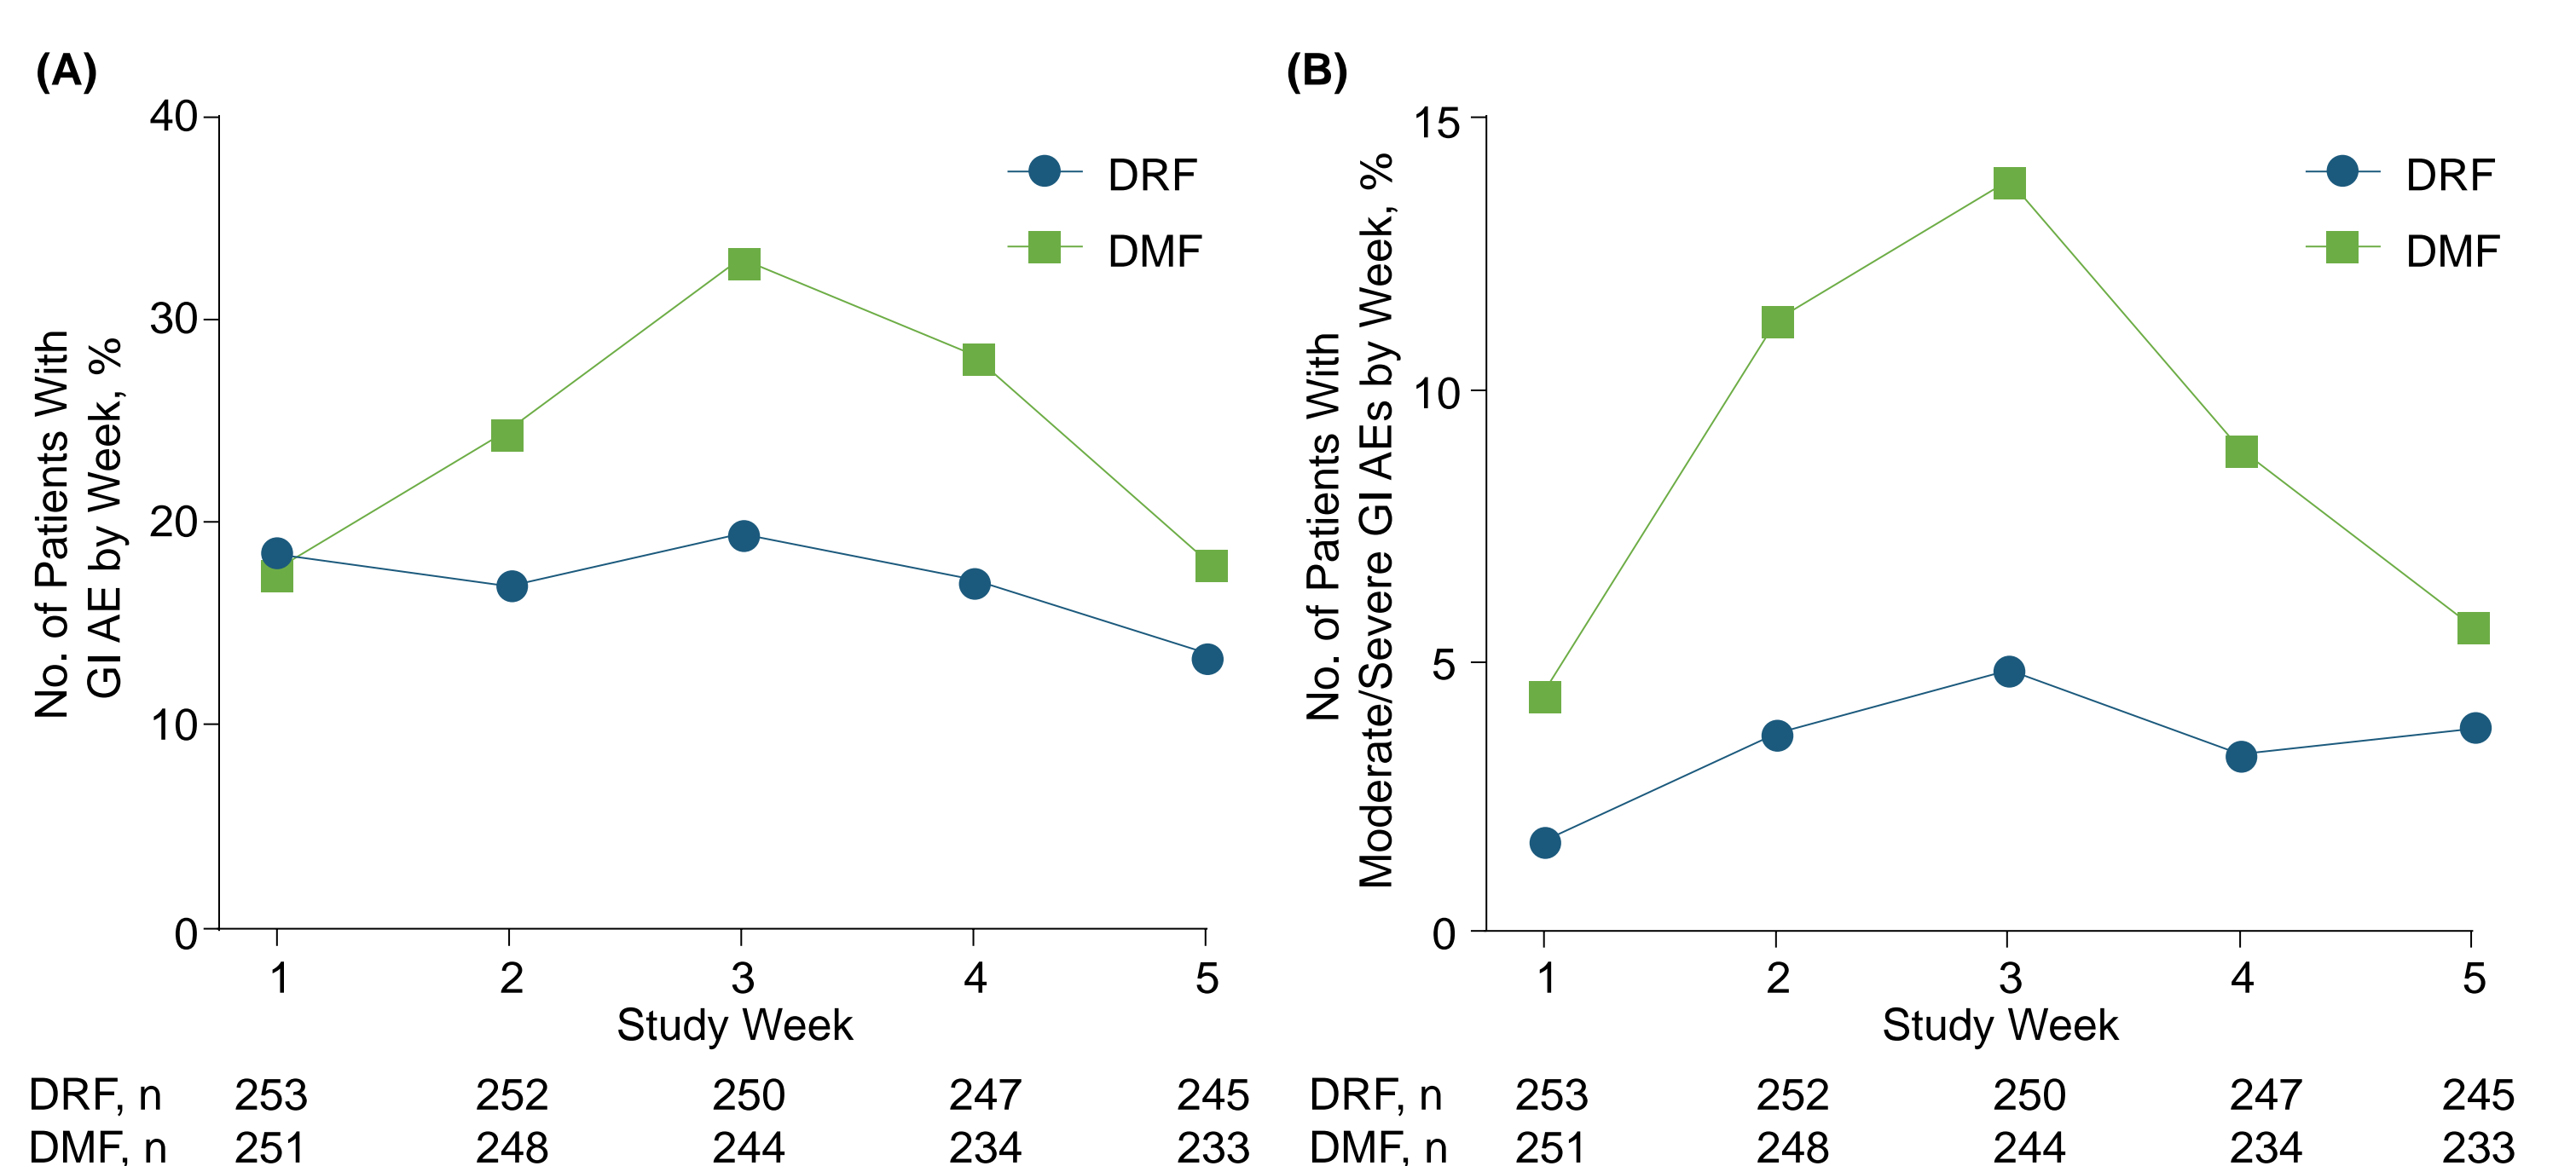 (A)
No. of Patients With
GI AE by Week, %
40
30
20
10
0
DRF
DMF
1 2 3 4 5
Study Week
DRF, n 253 252 250 247 245
DMF, n 251 248 244 234 233
(B)
No. of Patients With
Moderate/Severe GI AEs by Week, %
15
10
5
0
DRF
DMF
1 2 3 4 5
Study Week
DRF, n 253 252 250 247 245
DMF, n 251 248 244 234 233